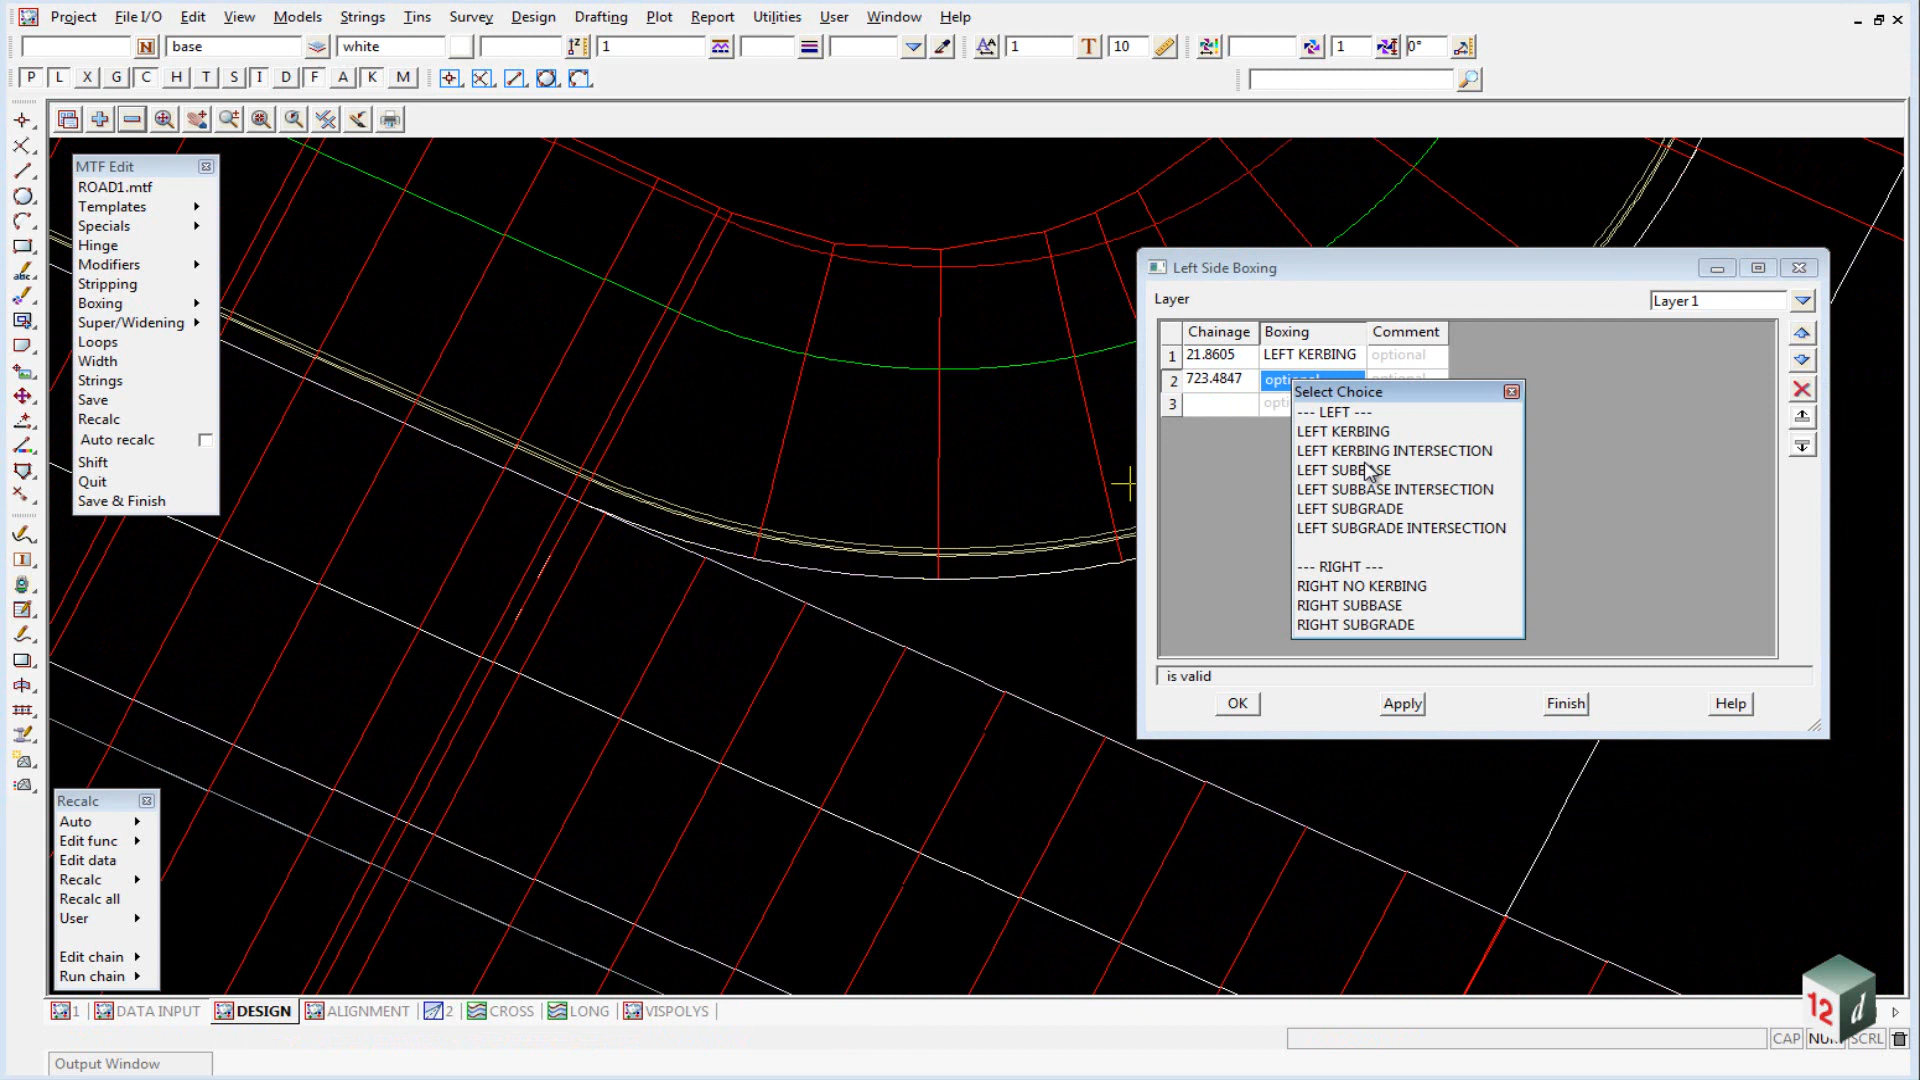 Project File I/O Edit View Models Strings Tins Survey Design Drafting Plot Report Utilities User Window Help
N base white 1 T 1 10 1 0°
P L X G C H T S I D F A K M
MTF Edit
ROAD1.mtf
Templates
Specials
Hinge
Modifiers
Stripping
Boxing
Super/Widening
Loops
Width
Strings
Save
Recalc
Auto recalc
Shift
Quit
Save & Finish
Left Side Boxing
Layer Layer 1
Chainage Boxing Comment
1 21.8605 LEFT KERBING optional
2 723.4847 optional optional
3 opti
Select Choice
--- LEFT ---
LEFT KERBING
LEFT KERBING INTERSECTION
LEFT SUBBASE
LEFT SUBBASE INTERSECTION
LEFT SUBGRADE
LEFT SUBGRADE INTERSECTION
--- RIGHT ---
RIGHT NO KERBING
RIGHT SUBBASE
RIGHT SUBGRADE
is valid
OK Apply Finish Help
Recalc
Auto
Edit func
Edit data
Recalc
Recalc all
User
Edit chain
Run chain
1 DATA INPUT DESIGN ALIGNMENT 2 CROSS LONG VISPOLYS
12 d
CAP NUM SCRL
Output Window